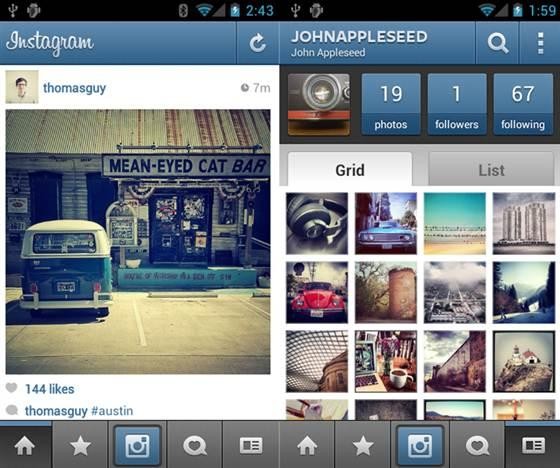 2:43
Instagram
thomasguy
7m
MEAN-EYED CAT BAR
144 likes
thomasguy #austin
1:59
JOHNAPPLESEED
John Appleseed
19
photos
1
followers
67
following
Grid
List